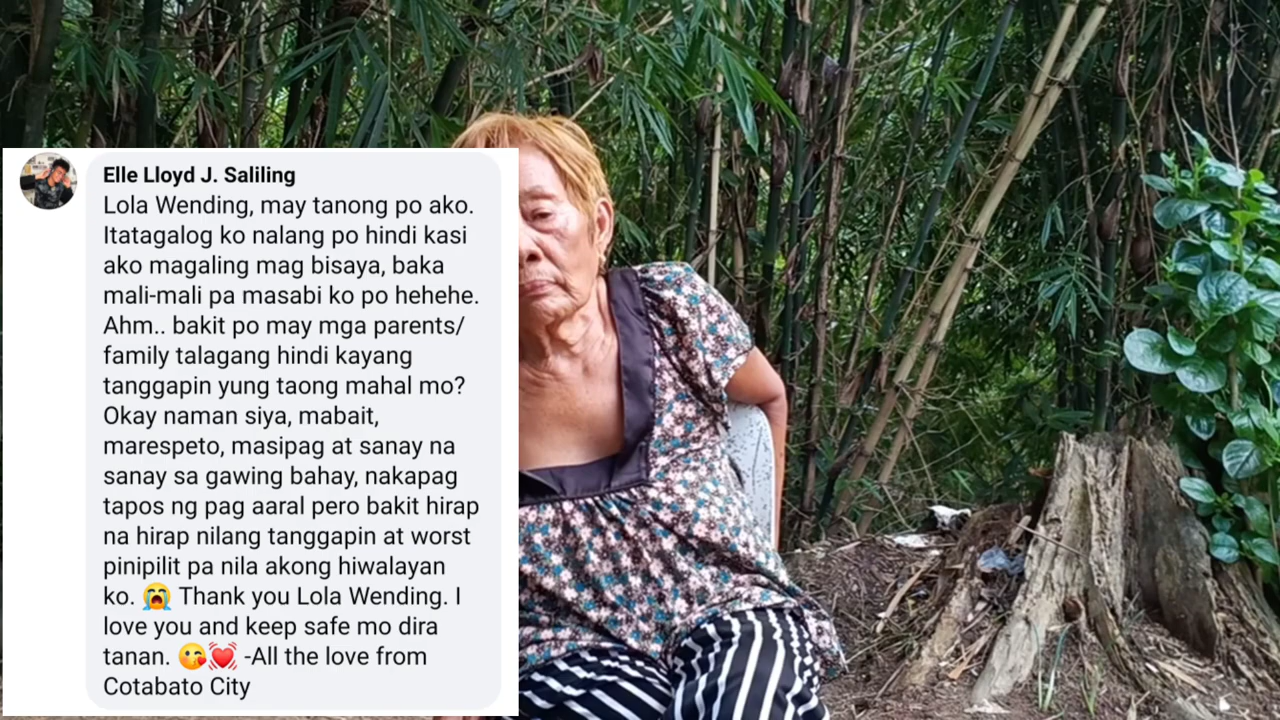 Elle Lloyd J. Saliling
Lola Wending, may tanong po ako.
Itatagalog ko nalang po hindi kasi
ako magaling mag bisaya, baka
mali-mali pa masabi ko po hehehe.
Ahm.. bakit po may mga parents/
family talagang hindi kayang
tanggapin yung taong mahal mo?
Okay naman siya, mabait,
marespeto, masipag at sanay na
sanay sa gawing bahay, nakapag
tapos ng pag aaral pero bakit hirap
na hirap nilang tanggapin at worst
pinipilit pa nila akong hiwalayan
ko. 😭 Thank you Lola Wending. I
love you and keep safe mo dira
tanan. 😘💓 -All the love from
Cotabato City